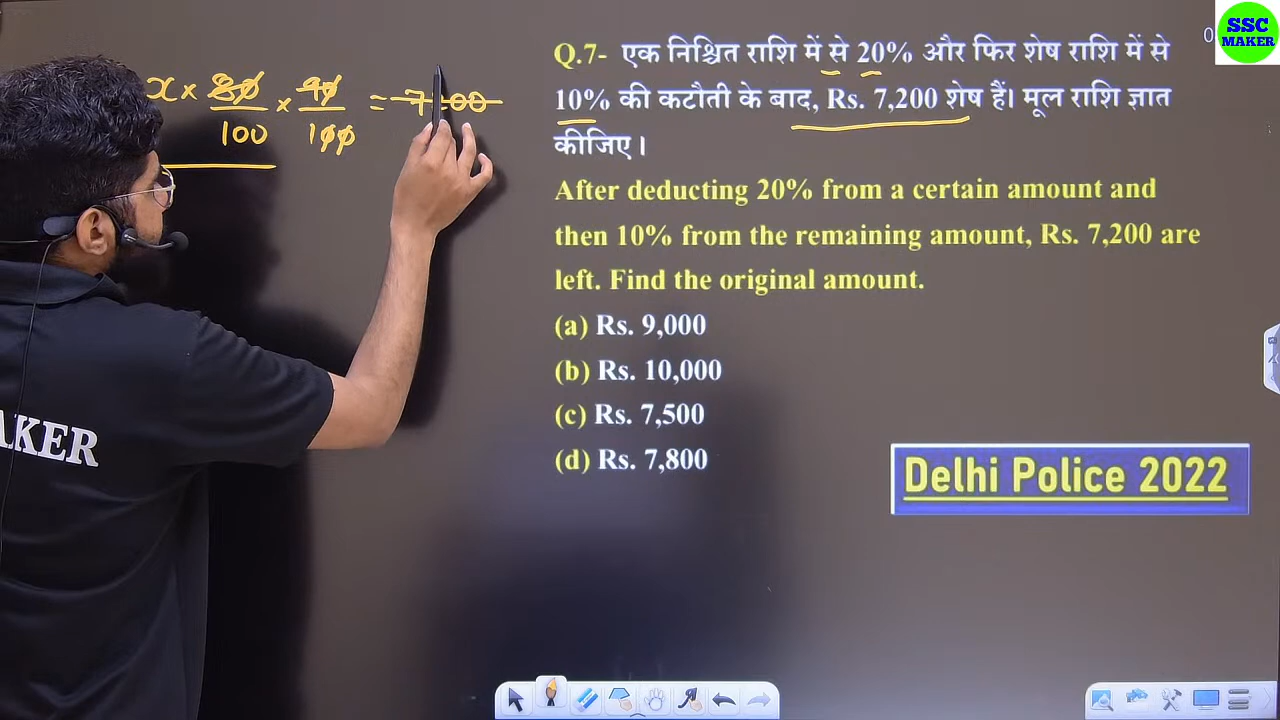 SSC
MAKER
x × 80/100 × 90/100 = 7200
Q.7- एक निश्चित राशि में से 20% और फिर शेष राशि में से
10% की कटौती के बाद, Rs. 7,200 शेष हैं। मूल राशि ज्ञात
कीजिए।
After deducting 20% from a certain amount and
then 10% from the remaining amount, Rs. 7,200 are
left. Find the original amount.
(a) Rs. 9,000
(b) Rs. 10,000
(c) Rs. 7,500
(d) Rs. 7,800
AKER
Delhi Police 2022